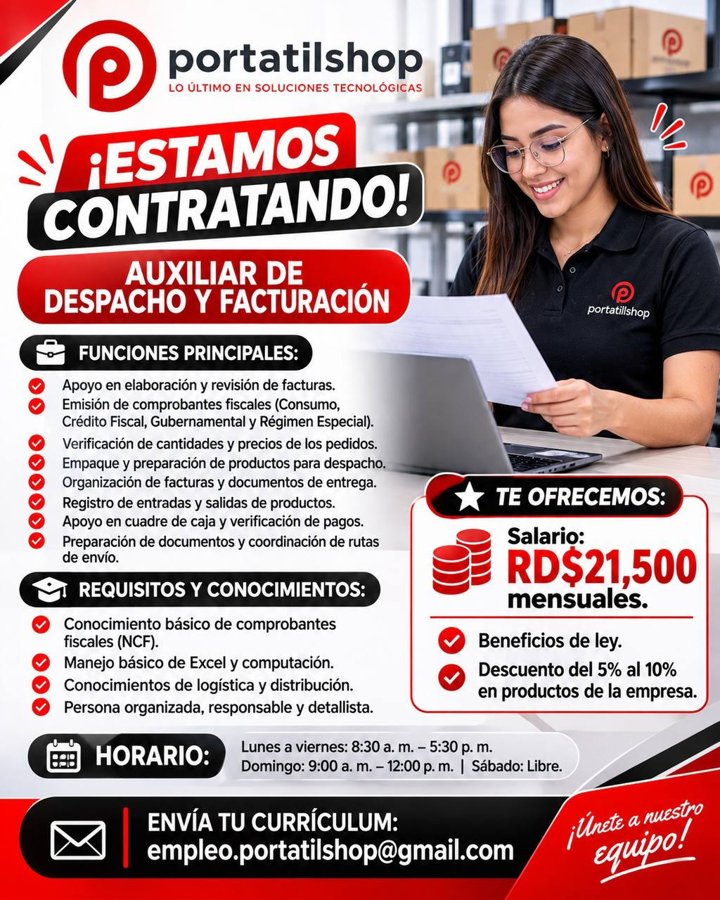 portatilshop
LO ÚLTIMO EN SOLUCIONES TECNOLÓGICAS
¡ESTAMOS
CONTRATANDO!
AUXILIAR DE
DESPACHO Y FACTURACIÓN
portatillshop
FUNCIONES PRINCIPALES:
Apoyo en elaboración y revisión de facturas.
Emisión de comprobantes fiscales (Consumo,
Crédito Fiscal, Gubernamental y Régimen Especial).
Verificación de cantidades y precios de los pedidos.
Empaque y preparación de productos para despacho.
Organización de facturas y documentos de entrega.
Registro de entradas y salidas de productos.
Apoyo en cuadre de caja y verificación de pagos.
Preparación de documentos y coordinación de rutas
de envío.
REQUISITOS Y CONOCIMIENTOS:
Conocimiento básico de comprobantes
fiscales (NCF).
Manejo básico de Excel y computación.
Conocimientos de logística y distribución.
Persona organizada, responsable y detallista.
TE OFRECEMOS:
Salario:
RD$21,500
mensuales.
Beneficios de ley.
Descuento del 5% al 10%
en productos de la empresa.
HORARIO:
Lunes a viernes: 8:30 a. m. – 5:30 p. m.
Domingo: 9:00 a. m. – 12:00 p. m. | Sábado: Libre.
ENVÍA TU CURRÍCULUM:
empleo.portatilshop@gmail.com
¡Únete a nuestro
equipo!